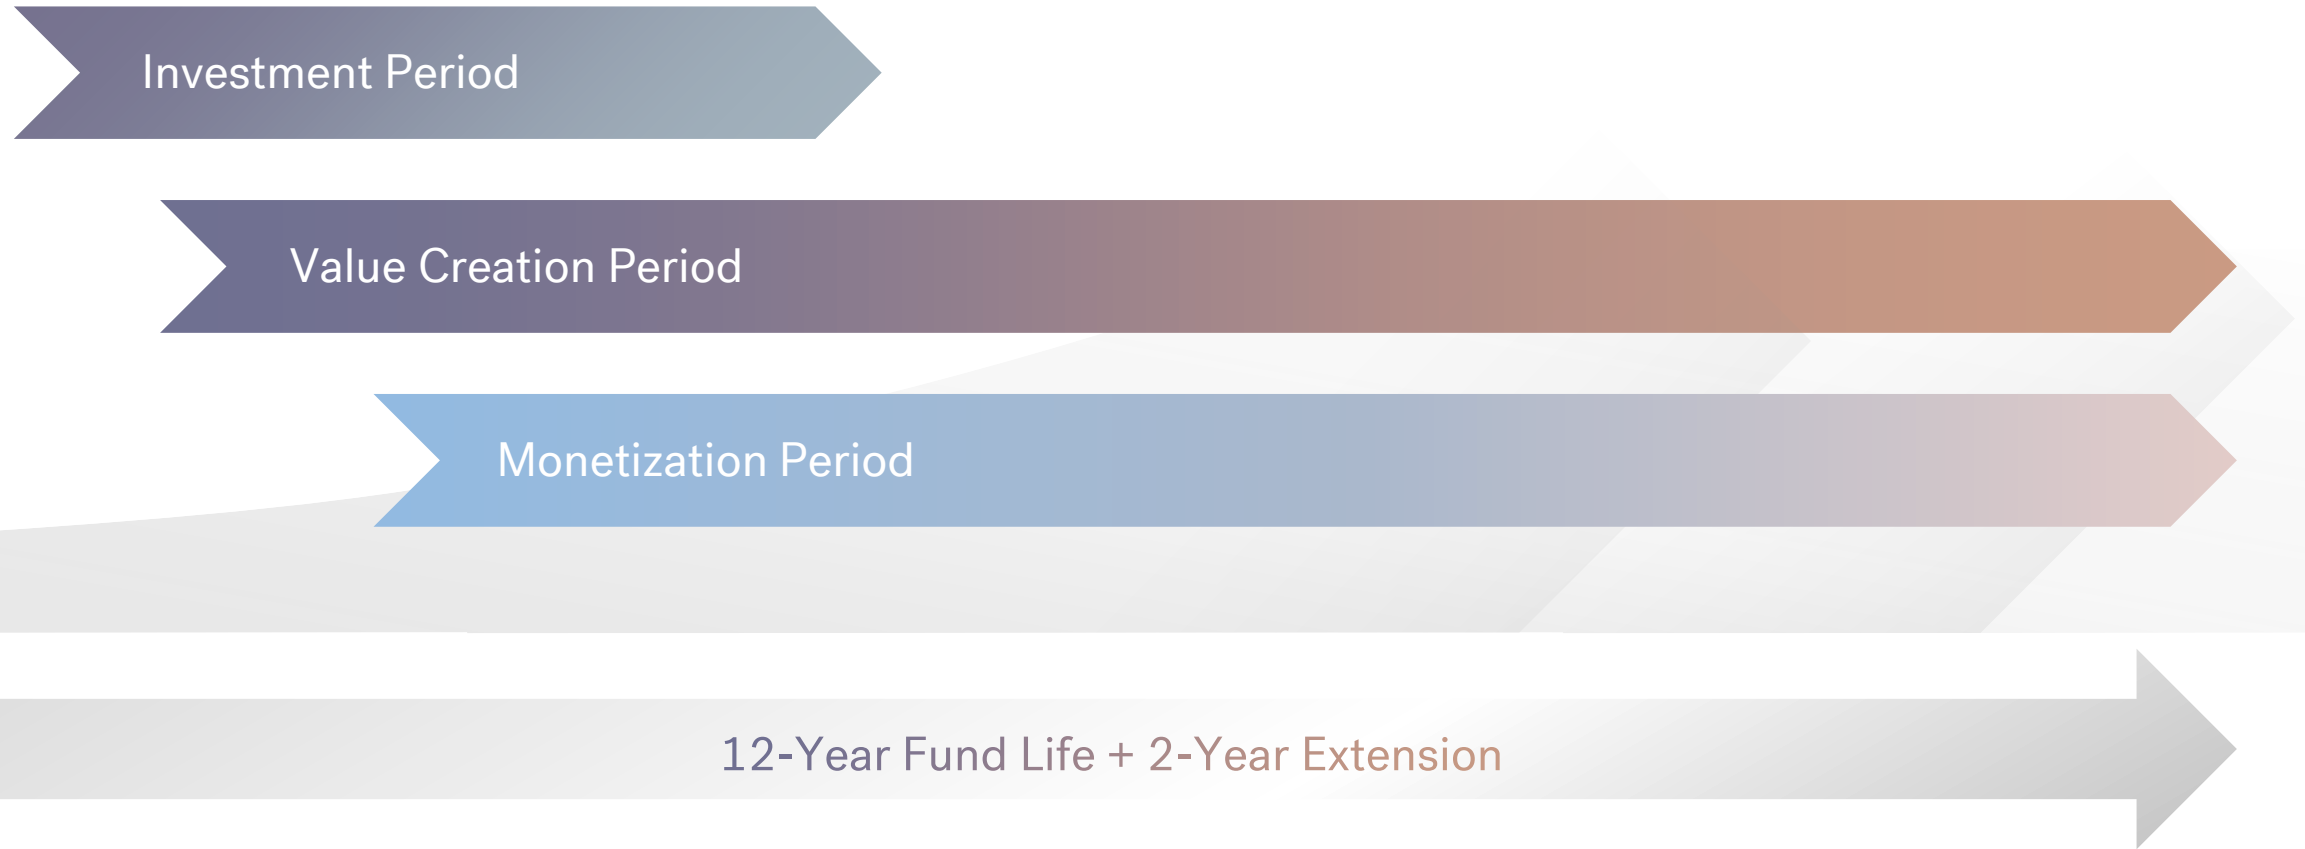 Investment Period
Value Creation Period
Monetization Period
12-Year Fund Life + 2-Year Extension